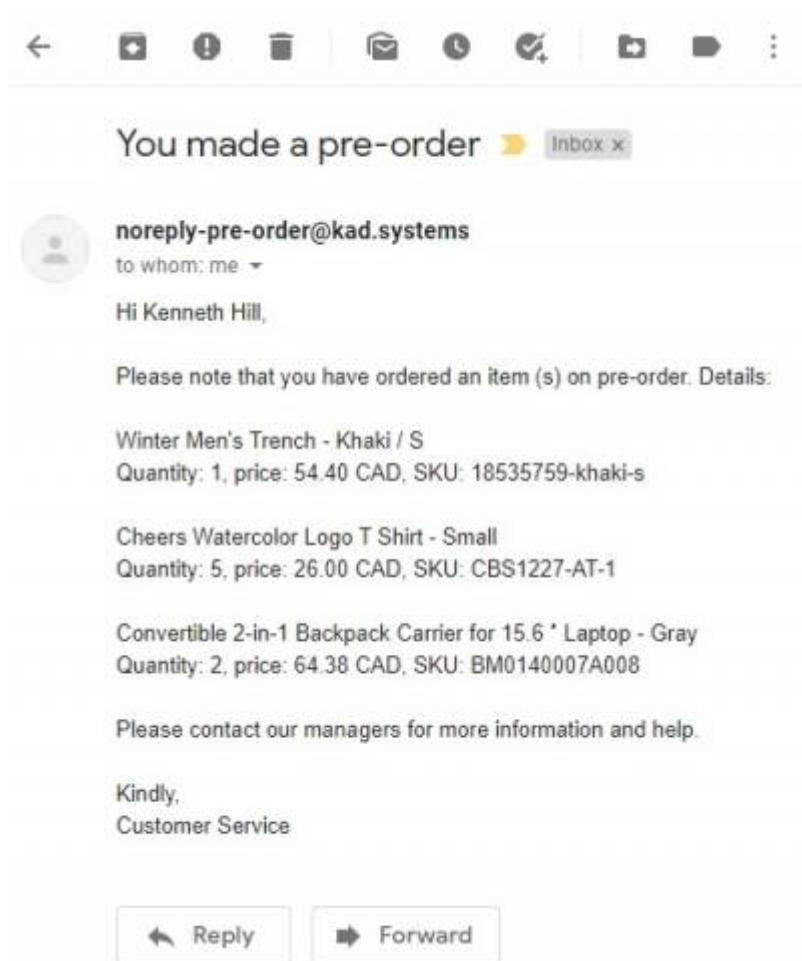 You made a pre-order Inbox x
noreply-pre-order@kad.systems
to whom: me
Hi Kenneth Hill,
Please note that you have ordered an item (s) on pre-order. Details:
Winter Men's Trench - Khaki / S
Quantity: 1, price: 54.40 CAD, SKU: 18535759-khaki-s
Cheers Watercolor Logo T Shirt - Small
Quantity: 5, price: 26.00 CAD, SKU: CBS1227-AT-1
Convertible 2-in-1 Backpack Carrier for 15.6 " Laptop - Gray
Quantity: 2, price: 64.38 CAD, SKU: BM0140007A008
Please contact our managers for more information and help.
Kindly,
Customer Service
Reply Forward